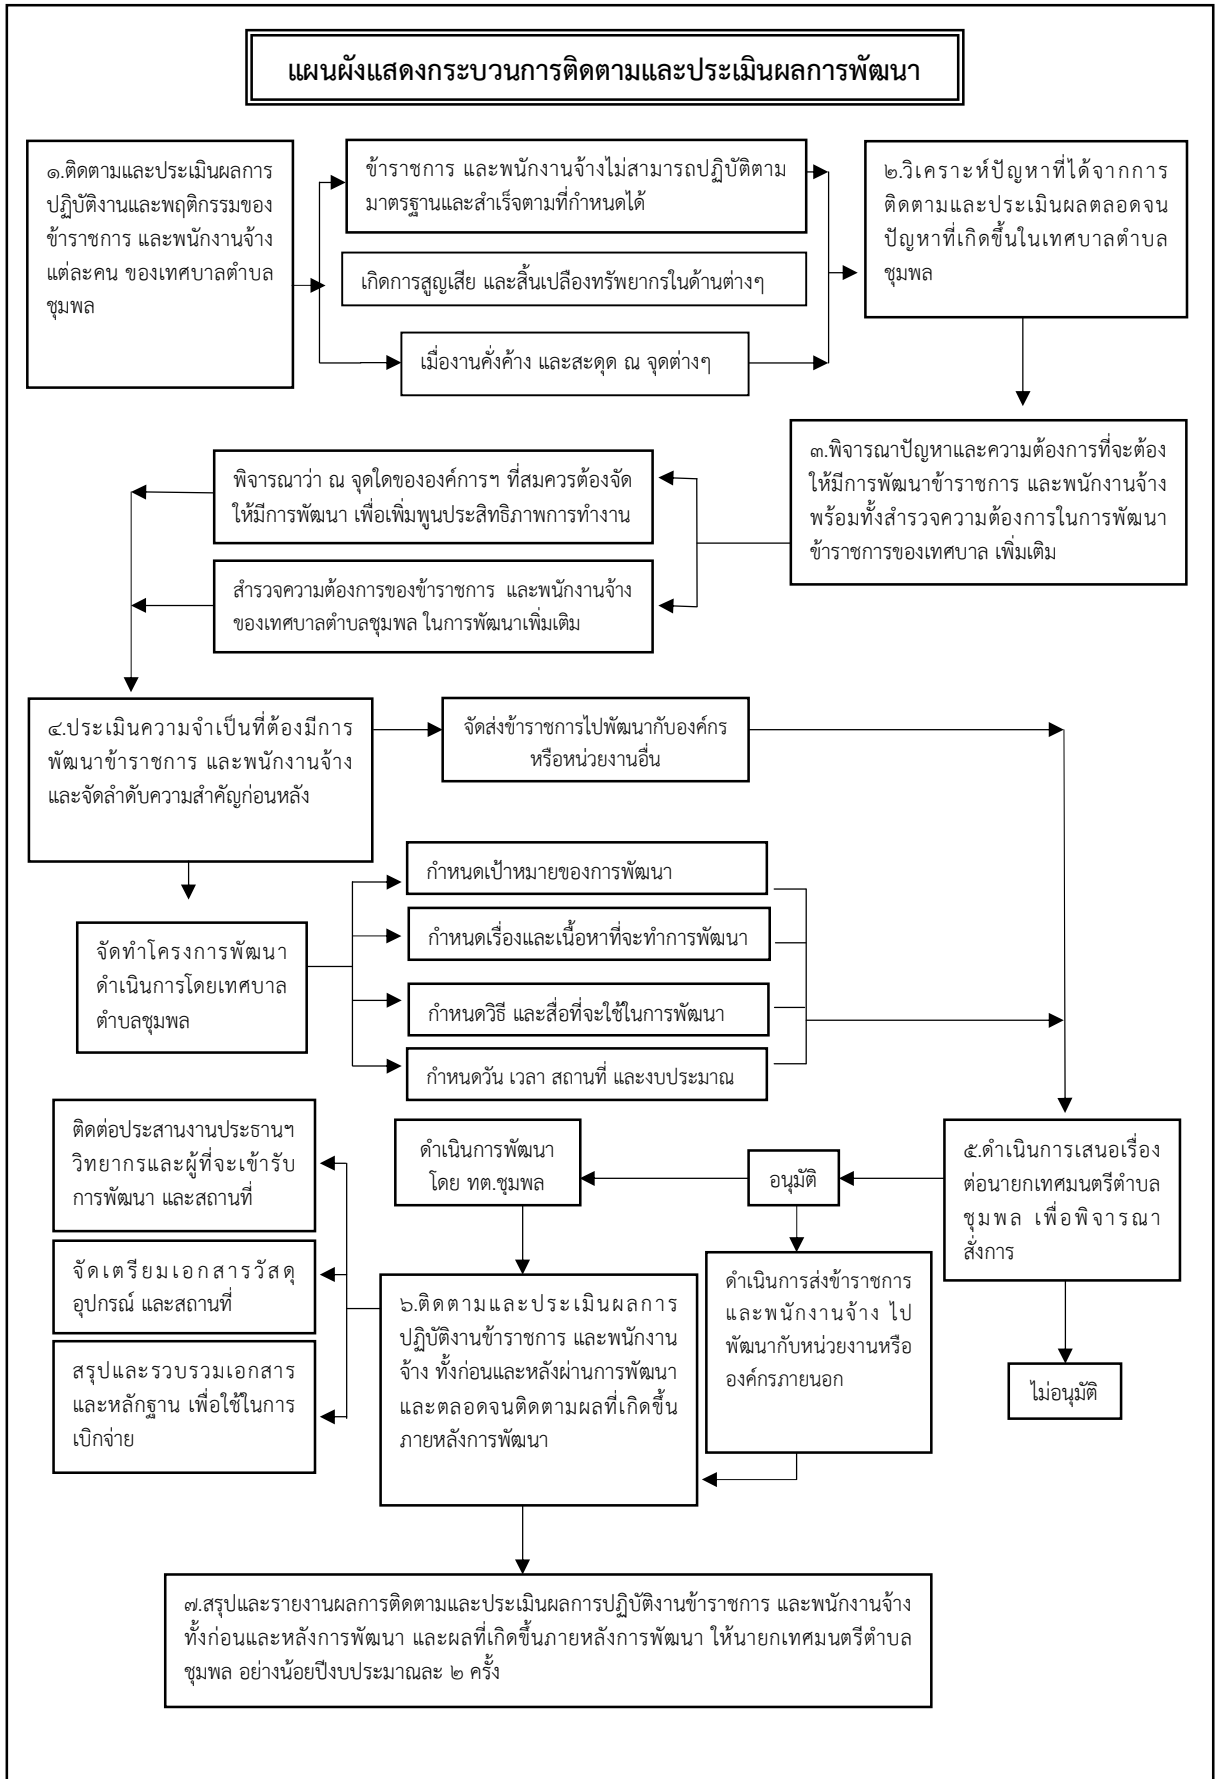 แผนผังแสดงกระบวนการติดตามและประเมินผลการพัฒนา
๑.ติดตามและประเมินผลการ
ปฏิบัติงานและพฤติกรรมของ
ข้าราชการ และพนักงานจ้าง
แต่ละคน ของเทศบาลตำบล
ชุมพล
ข้าราชการ และพนักงานจ้างไม่สามารถปฏิบัติตาม
มาตรฐานและสำเร็จตามที่กำหนดได้
เกิดการสูญเสีย และสิ้นเปลืองทรัพยากรในด้านต่างๆ
เมื่องานคั่งค้าง และสะดุด ณ จุดต่างๆ
๒.วิเคราะห์ปัญหาที่ได้จากการ
ติดตามและประเมินผลตลอดจน
ปัญหาที่เกิดขึ้นในเทศบาลตำบล
ชุมพล
๓.พิจารณาปัญหาและความต้องการที่จะต้อง
ให้มีการพัฒนาข้าราชการ และพนักงานจ้าง
พร้อมทั้งสำรวจความต้องการในการพัฒนา
ข้าราชการของเทศบาล เพิ่มเติม
พิจารณาว่า ณ จุดใดขององค์การฯ ที่สมควรต้องจัด
ให้มีการพัฒนา เพื่อเพิ่มพูนประสิทธิภาพการทำงาน
สำรวจความต้องการของข้าราชการ และพนักงานจ้าง
ของเทศบาลตำบลชุมพล ในการพัฒนาเพิ่มเติม
๔.ประเมินความจำเป็นที่ต้องมีการ
พัฒนาข้าราชการ และพนักงานจ้าง
และจัดลำดับความสำคัญก่อนหลัง
จัดส่งข้าราชการไปพัฒนากับองค์กร
หรือหน่วยงานอื่น
จัดทำโครงการพัฒนา
ดำเนินการโดยเทศบาล
ตำบลชุมพล
กำหนดเป้าหมายของการพัฒนา
กำหนดเรื่องและเนื้อหาที่จะทำการพัฒนา
กำหนดวิธี และสื่อที่จะใช้ในการพัฒนา
กำหนดวัน เวลา สถานที่ และงบประมาณ
๕.ดำเนินการเสนอเรื่อง
ต่อนายกเทศมนตรีตำบล
ชุมพล เพื่อพิจารณา
สั่งการ
อนุมัติ
ไม่อนุมัติ
ดำเนินการพัฒนา
โดย ทต.ชุมพล
ดำเนินการส่งข้าราชการ
และพนักงานจ้าง ไป
พัฒนากับหน่วยงานหรือ
องค์กรภายนอก
ติดต่อประสานงานประธานฯ
วิทยากรและผู้ที่จะเข้ารับ
การพัฒนา และสถานที่
จัดเตรียมเอกสารวัสดุ
อุปกรณ์ และสถานที่
สรุปและรวบรวมเอกสาร
และหลักฐาน เพื่อใช้ในการ
เบิกจ่าย
๖.ติดตามและประเมินผลการ
ปฏิบัติงานข้าราชการ และพนักงาน
จ้าง ทั้งก่อนและหลังผ่านการพัฒนา
และตลอดจนติดตามผลที่เกิดขึ้น
ภายหลังการพัฒนา
๗.สรุปและรายงานผลการติดตามและประเมินผลการปฏิบัติงานข้าราชการ และพนักงานจ้าง
ทั้งก่อนและหลังการพัฒนา และผลที่เกิดขึ้นภายหลังการพัฒนา ให้นายกเทศมนตรีตำบล
ชุมพล อย่างน้อยปีงบประมาณละ ๒ ครั้ง